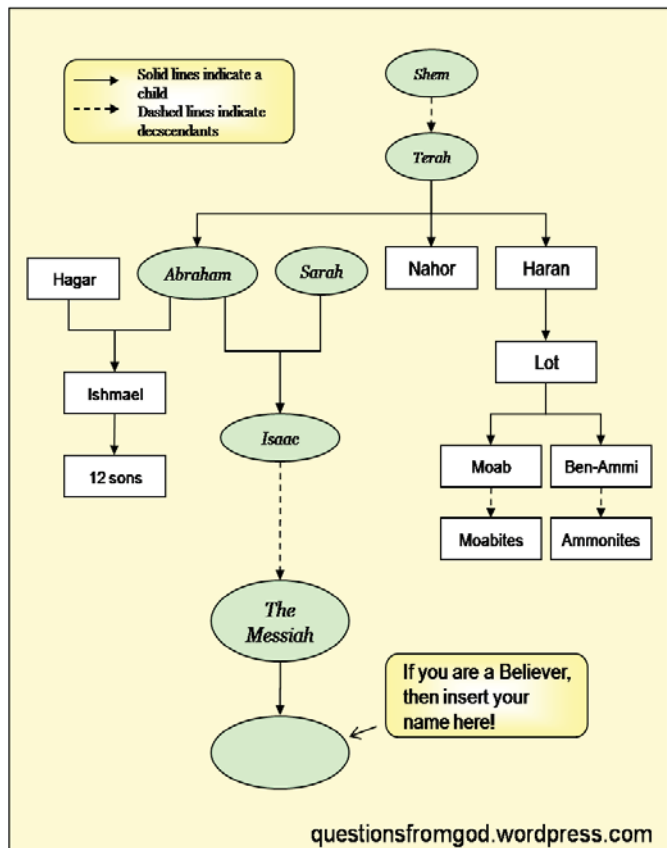 Solid lines indicate a
child
Dashed lines indicate
decscendants
Shem
Terah
Hagar
Abraham
Sarah
Nahor
Haran
Ishmael
Lot
12 sons
Isaac
Moab
Ben-Ammi
Moabites
Ammonites
The
Messiah
If you are a Believer,
then insert your
name here!
questionsfromgod.wordpress.com